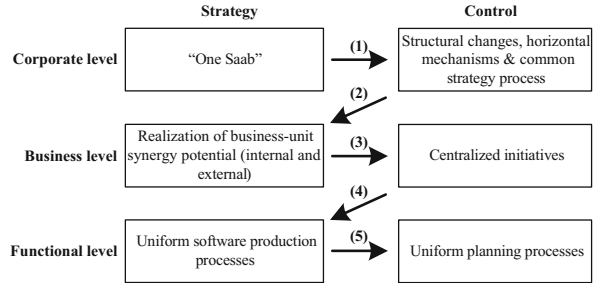 Strategy
Control
Corporate level
“One Saab”
(1)
Structural changes, horizontal
mechanisms & common
strategy process
(2)
Business level
Realization of business-unit
synergy potential (internal and
external)
(3)
Centralized initiatives
(4)
Functional level
Uniform software production
processes
(5)
Uniform planning processes